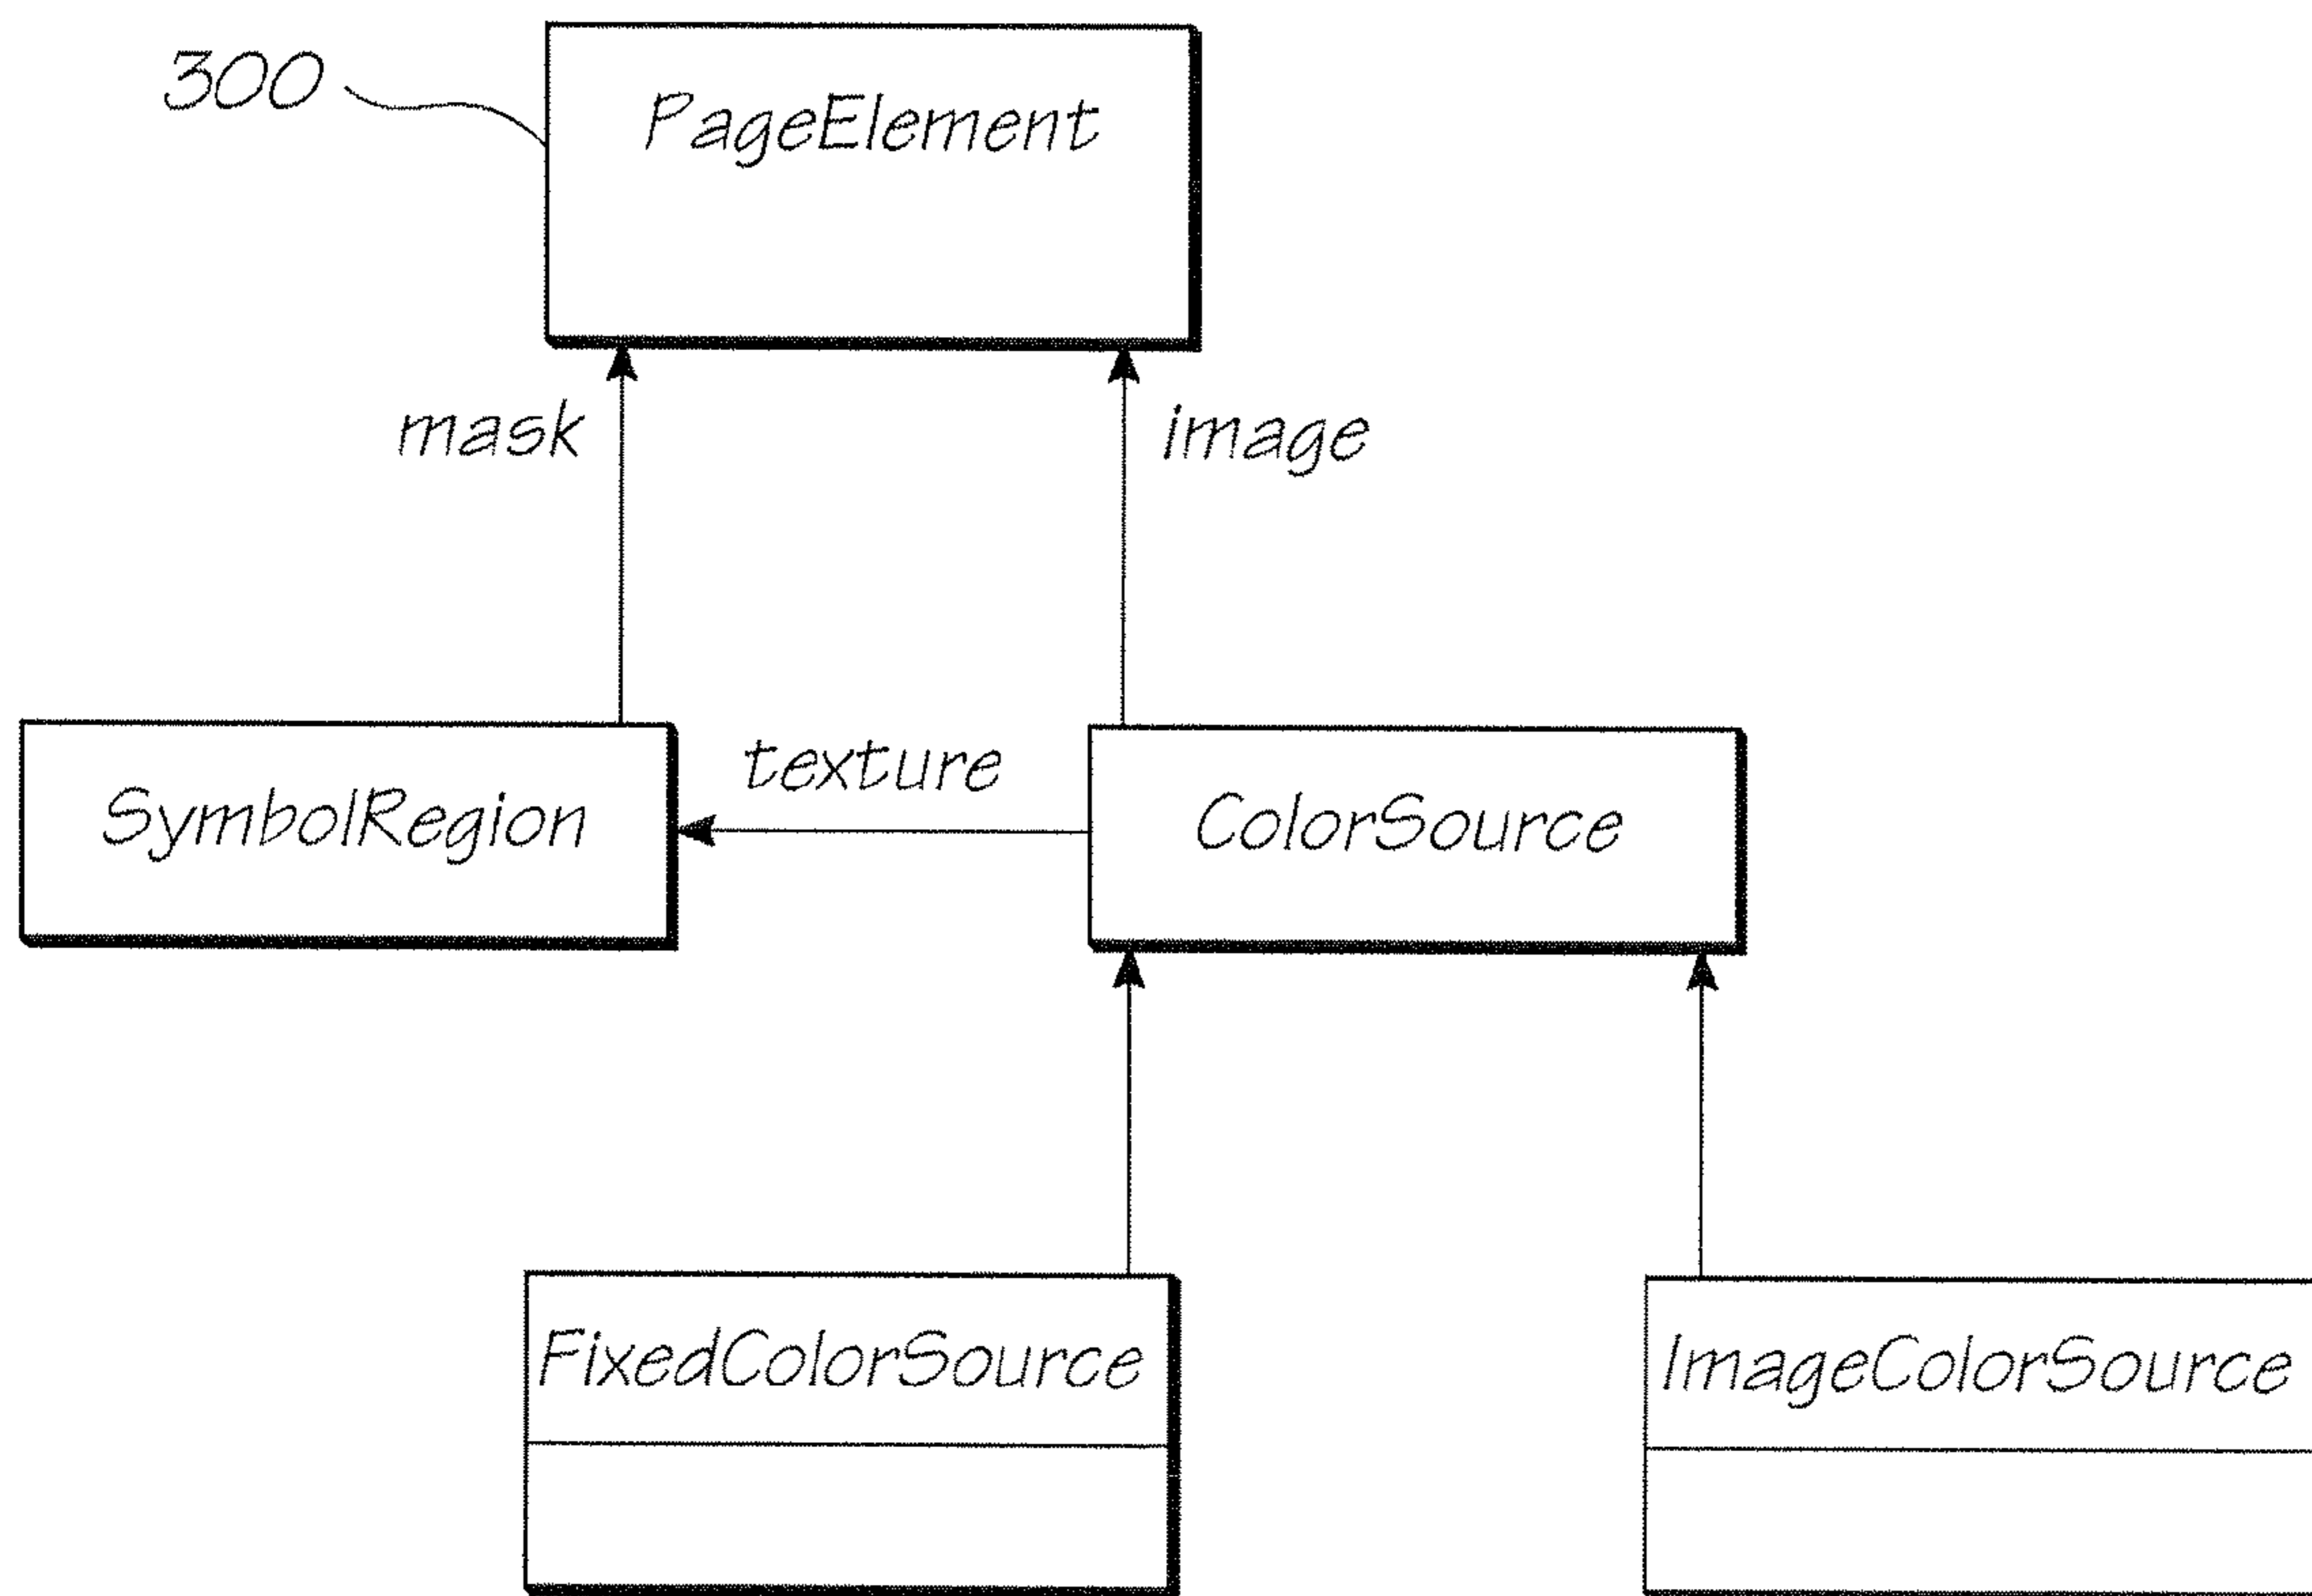 300
PageElement
mask
image
SymbolRegion
texture
ColorSource
FixedColorSource
ImageColorSource